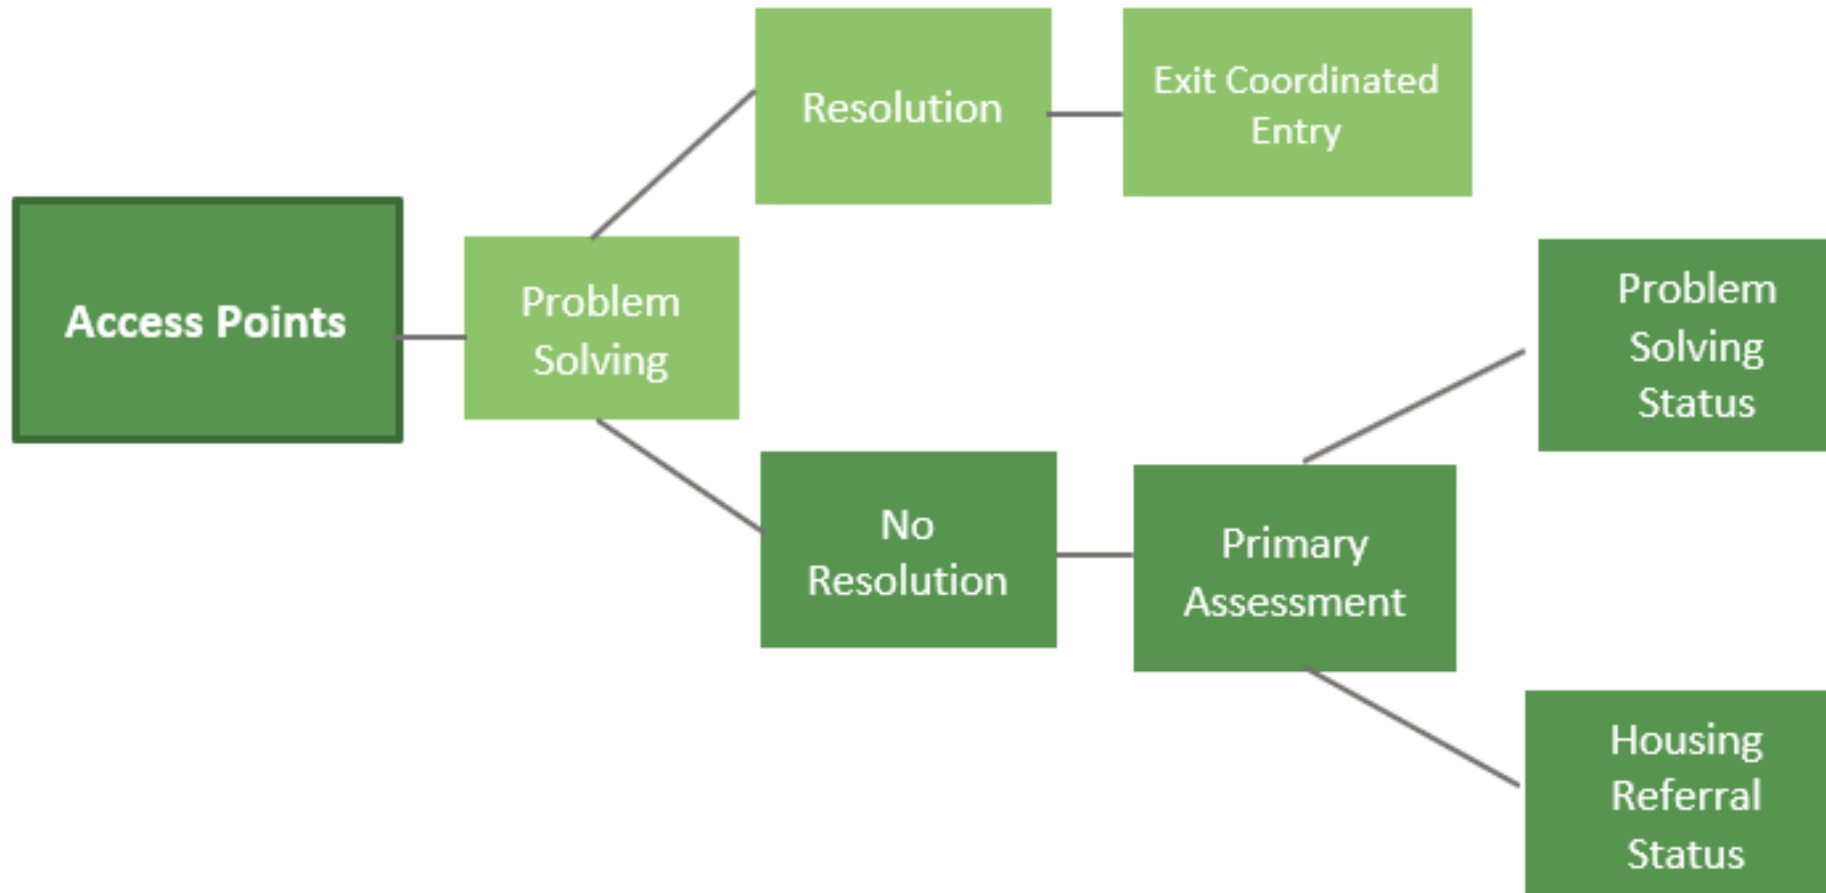 Resolution
Exit Coordinated
Entry
Access Points
Problem
Solving
No
Resolution
Primary
Assessment
Problem
Solving
Status
Housing
Referral
Status